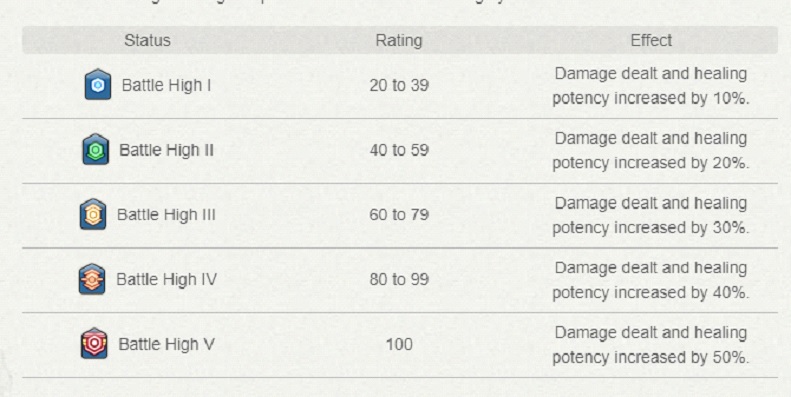 Status Rating Effect
Battle High I 20 to 39 Damage dealt and healing
potency increased by 10%.
Battle High II 40 to 59 Damage dealt and healing
potency increased by 20%.
Battle High III 60 to 79 Damage dealt and healing
potency increased by 30%.
Battle High IV 80 to 99 Damage dealt and healing
potency increased by 40%.
Battle High V 100 Damage dealt and healing
potency increased by 50%.